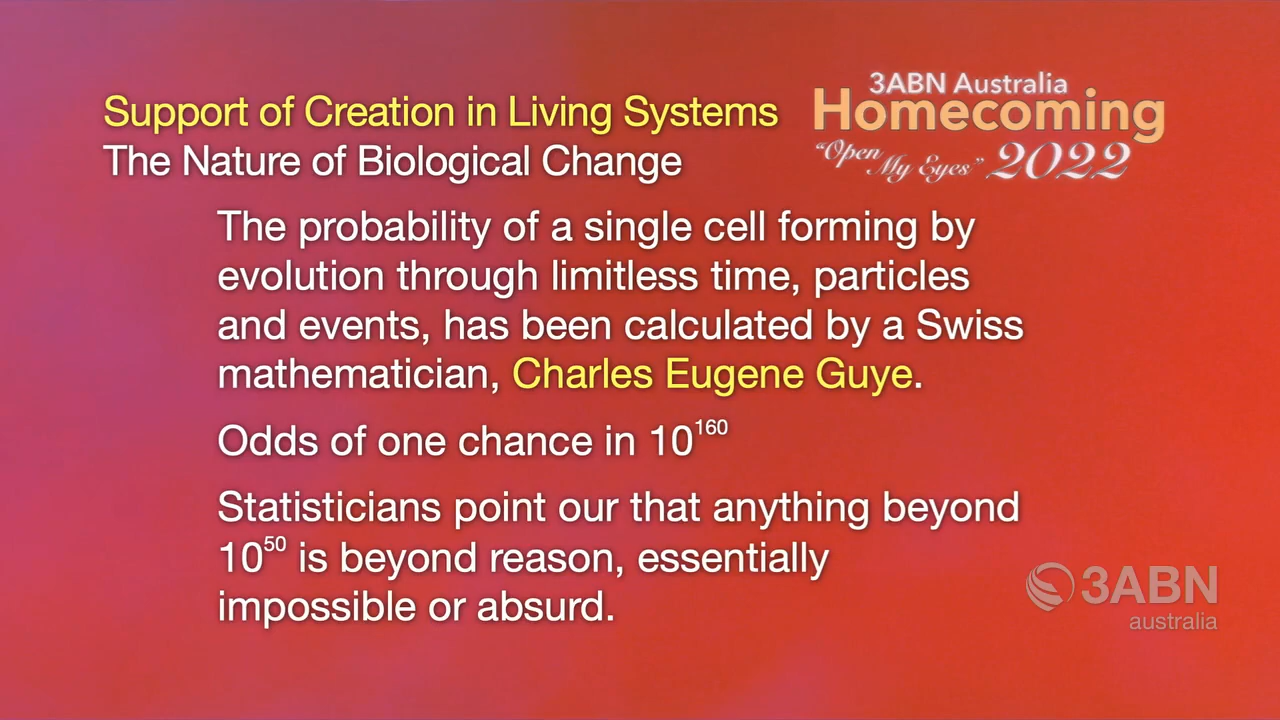 Support of Creation in Living Systems
The Nature of Biological Change
3ABN Australia
Homecoming
"Open My Eyes" 2022
The probability of a single cell forming by
evolution through limitless time, particles
and events, has been calculated by a Swiss
mathematician, Charles Eugene Guye.
Odds of one chance in 10¹⁶⁰
Statisticians point our that anything beyond
10⁵⁰ is beyond reason, essentially
impossible or absurd.
3ABN
australia